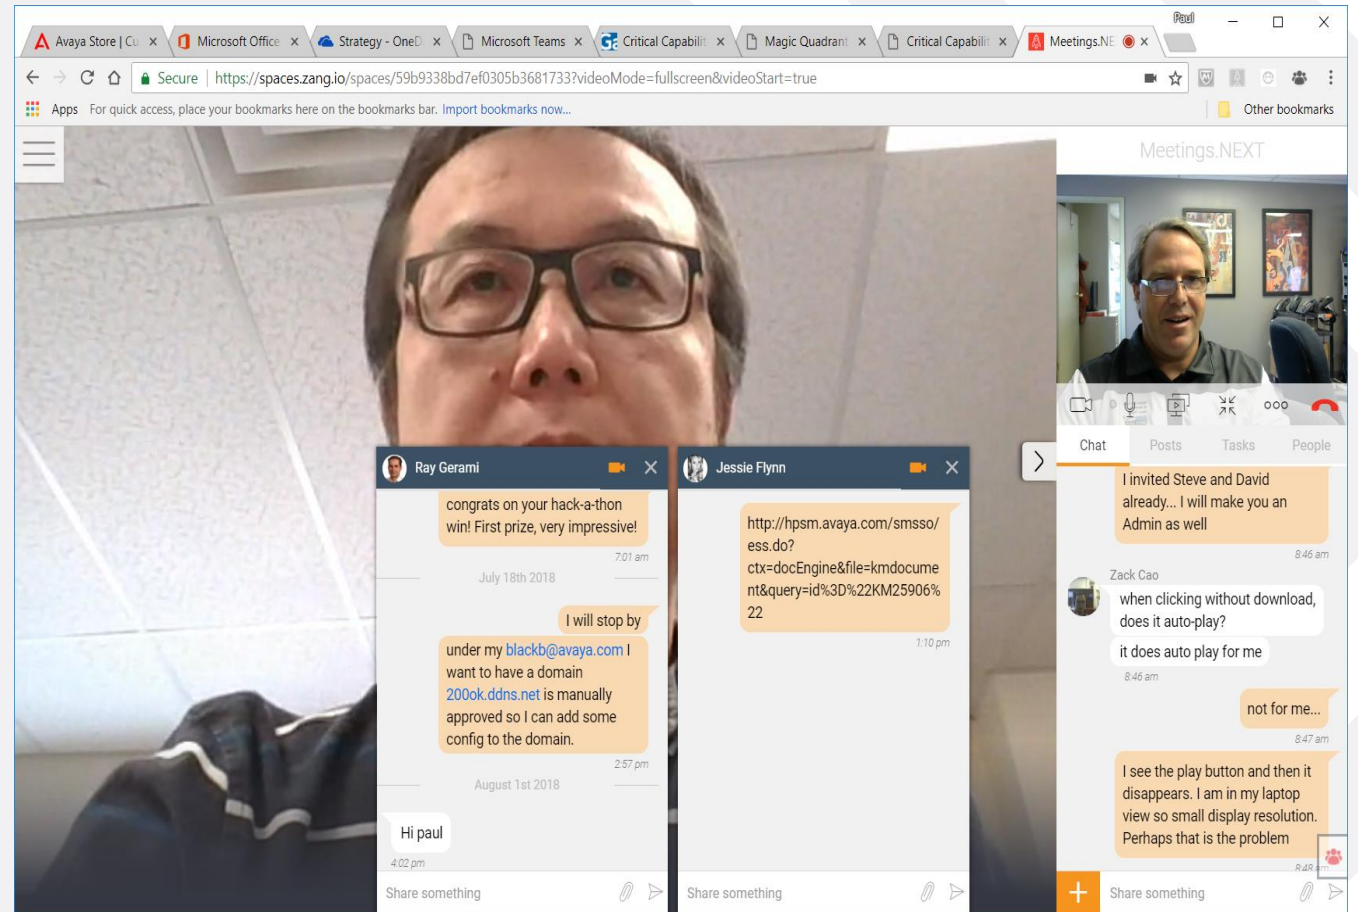 Paul
Avaya Store | Cu
Microsoft Office
Strategy - OneD
Microsoft Teams
Critical Capabilit
Magic Quadrant
Critical Capabilit
Meetings.NE
Secure
https://spaces.zang.io/spaces/59b9338bd7ef0305b3681733?videoMode=fullscreen&videoStart=true
Apps For quick access, place your bookmarks here on the bookmarks bar. Import bookmarks now...
Other bookmarks
Meetings.NEXT
Ray Gerami
congrats on your hack-a-thon
win! First prize, very impressive!
7:01 am
July 18th 2018
I will stop by
under my blackb@avaya.com I
want to have a domain
200ok.ddns.net is manually
approved so I can add some
config to the domain.
2:57 pm
August 1st 2018
Hi paul
4:02 pm
Share something
Jessie Flynn
http://hpsm.avaya.com/smsso/
ess.do?
ctx=docEngine&file=kmdocume
nt&query=id%3D%22KM25906%
22
1:10 pm
Share something
Chat Posts Tasks People
I invited Steve and David
already... I will make you an
Admin as well
8:46 am
Zack Cao
when clicking without download,
does it auto-play?
it does auto play for me
8:46 am
not for me...
8:47 am
I see the play button and then it
disappears. I am in my laptop
view so small display resolution.
Perhaps that is the problem
8:48 am
Share something